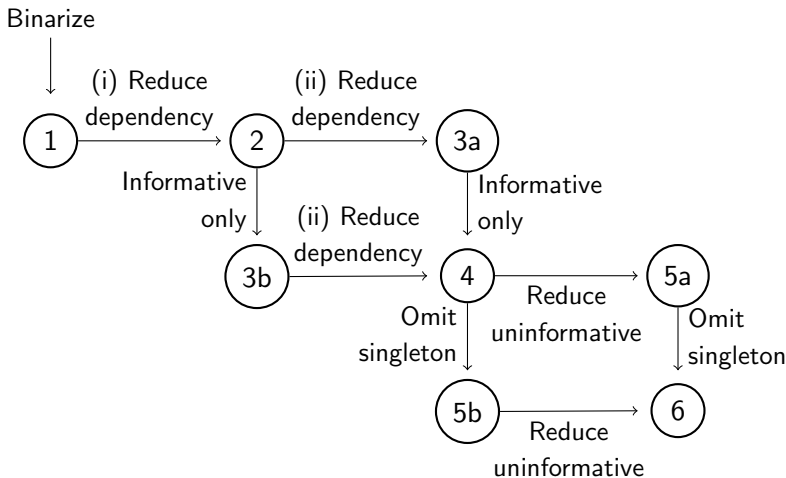 Binarize
(i) Reduce
dependency
(ii) Reduce
dependency
1
2
3a
Informative
only
Informative
only
(ii) Reduce
dependency
3b
4
5a
Reduce
uninformative
Omit
singleton
Omit
singleton
5b
6
Reduce
uninformative